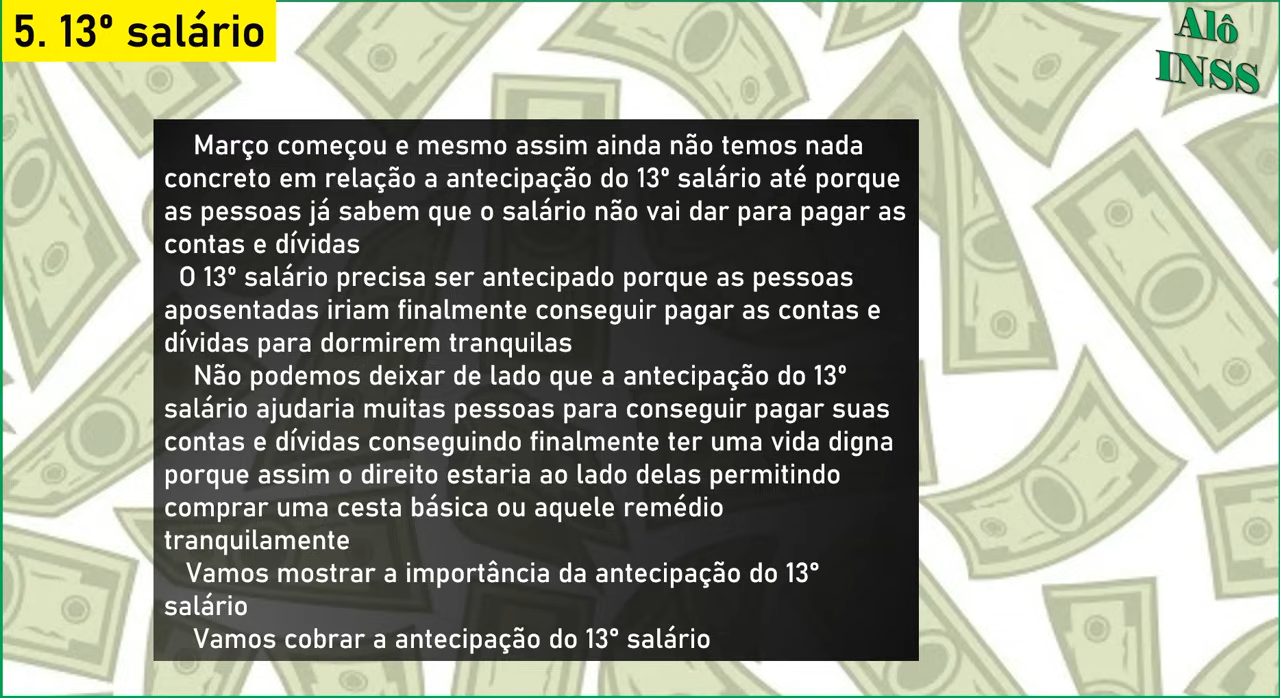 5. 13º salário
Alô
INSS
Março começou e mesmo assim ainda não temos nada
concreto em relação a antecipação do 13º salário até porque
as pessoas já sabem que o salário não vai dar para pagar as
contas e dívidas
O 13º salário precisa ser antecipado porque as pessoas
aposentadas iriam finalmente conseguir pagar as contas e
dívidas para dormirem tranquilas
Não podemos deixar de lado que a antecipação do 13°
salário ajudaria muitas pessoas para conseguir pagar suas
contas e dívidas conseguindo finalmente ter uma vida digna
porque assim o direito estaria ao lado delas permitindo
comprar uma cesta básica ou aquele remédio
tranquilamente
Vamos mostrar a importância da antecipação do 13°
salário
Vamos cobrar a antecipação do 13° salário